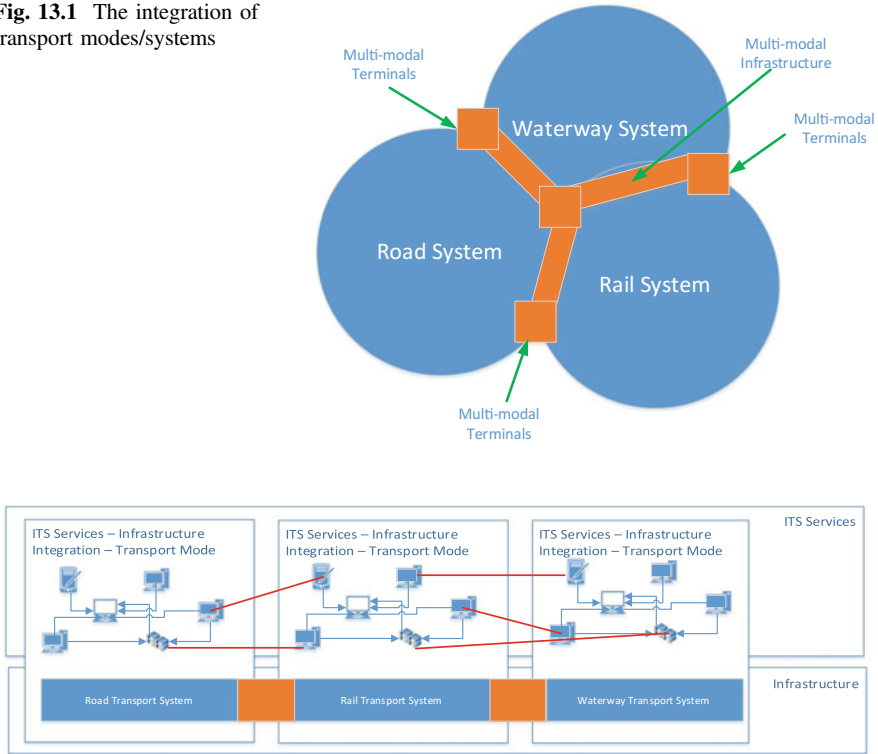 Fig. 13.1 The integration of
transport modes/systems
Multi-modal
Terminals
Multi-modal
Infrastructure
Multi-modal
Terminals
Waterway System
Road System
Rail System
Multi-modal
Terminals
ITS Services
ITS Services – Infrastructure
Integration – Transport Mode
ITS Services – Infrastructure
Integration – Transport Mode
ITS Services – Infrastructure
Integration – Transport Mode
Infrastructure
Road Transport System
Rail Transport System
Waterway Transport System